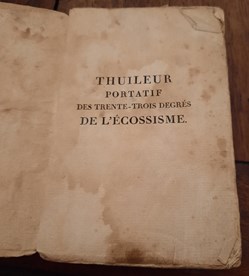 THUILEUR
PORTATIF
DES TRENTE-TROIS DEGRÉS
DE L'ÉCOSSISME.